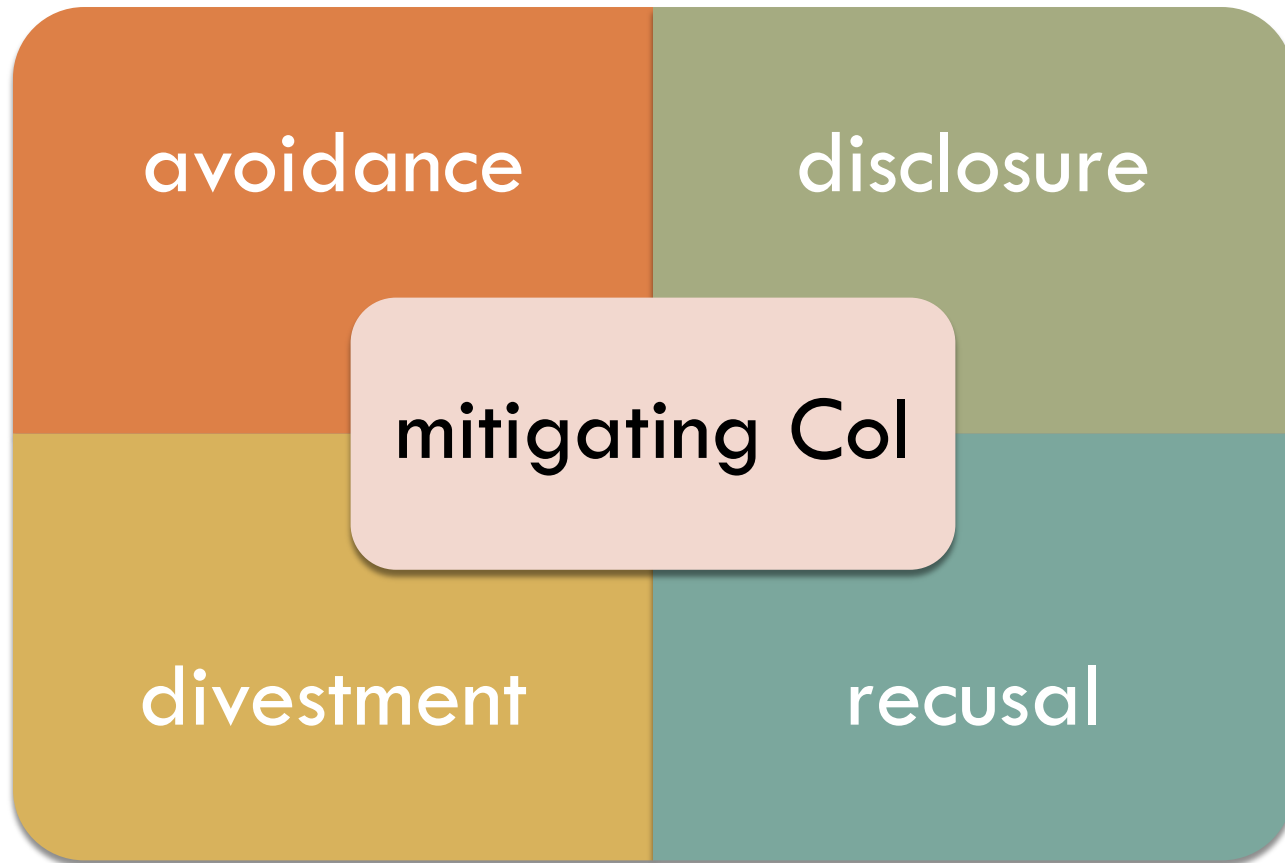 avoidance
disclosure
mitigating CoI
divestment
recusal